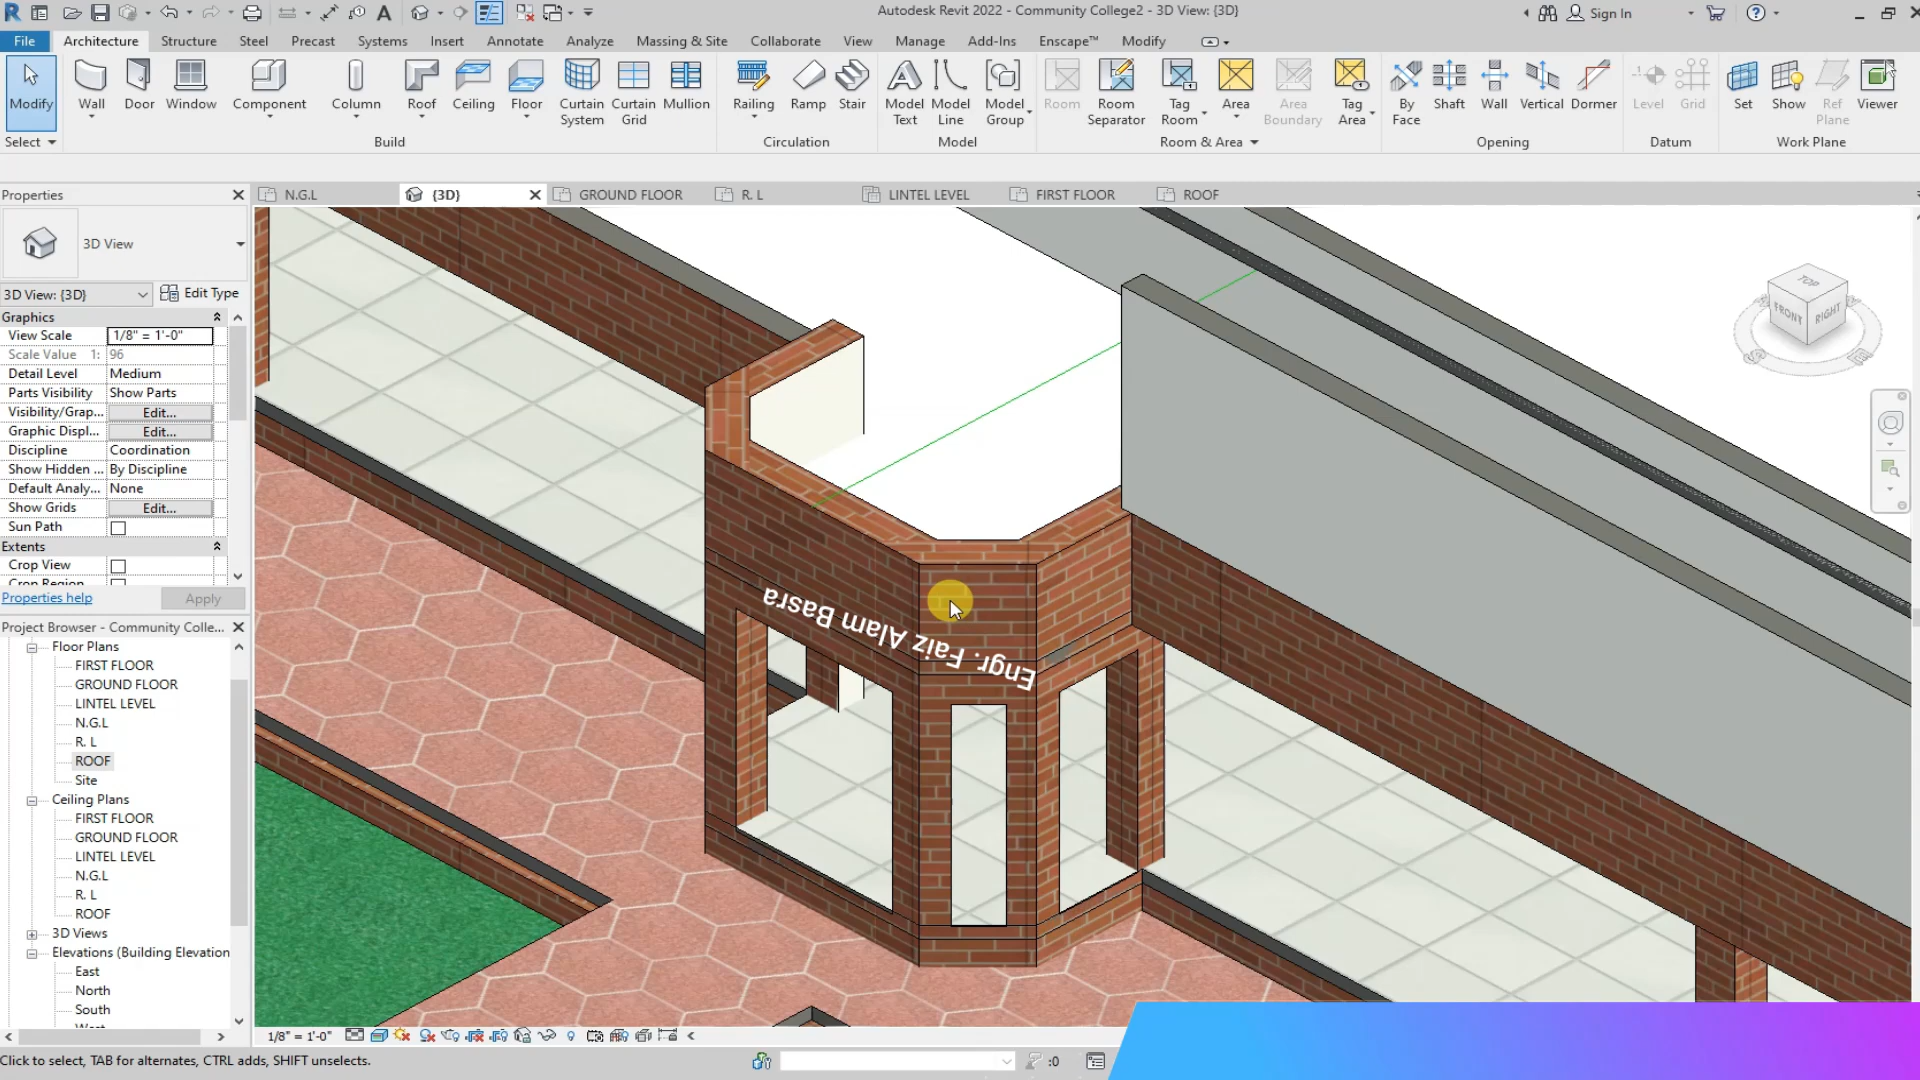 Autodesk Revit 2022 - Community College2 - 3D View: {3D}
Sign In
File Architecture Structure Steel Precast Systems Insert Annotate Analyze Massing & Site Collaborate View Manage Add-Ins Enscape™ Modify
Modify Wall Door Window Component Column Roof Ceiling Floor Curtain System Curtain Grid Mullion Railing Ramp Stair Model Text Model Line Model Group Room Room Separator Tag Room Area Area Boundary Tag Area By Face Shaft Wall Vertical Dormer Level Grid Set Show Ref Plane Viewer
Select Build Circulation Model Room & Area Opening Datum Work Plane
Properties
N.G.L {3D} GROUND FLOOR R. L LINTEL LEVEL FIRST FLOOR ROOF
3D View
3D View: {3D} Edit Type
Graphics
View Scale 1/8" = 1'-0"
Scale Value 1: 96
Detail Level Medium
Parts Visibility Show Parts
Visibility/Grap... Edit...
Graphic Displ... Edit...
Discipline Coordination
Show Hidden ... By Discipline
Default Analy... None
Show Grids Edit...
Sun Path
Extents
Crop View
Crop Region
Properties help Apply
Project Browser - Community Colle...
Floor Plans
FIRST FLOOR
GROUND FLOOR
LINTEL LEVEL
N.G.L
R. L
ROOF
Site
Ceiling Plans
FIRST FLOOR
GROUND FLOOR
LINTEL LEVEL
N.G.L
R. L
ROOF
3D Views
Elevations (Building Elevation
East
North
South
West
TOP
FRONT RIGHT
S E
Engr. Faiz Alam Basra
1/8" = 1'-0"
Click to select, TAB for alternates, CTRL adds, SHIFT unselects.
:0